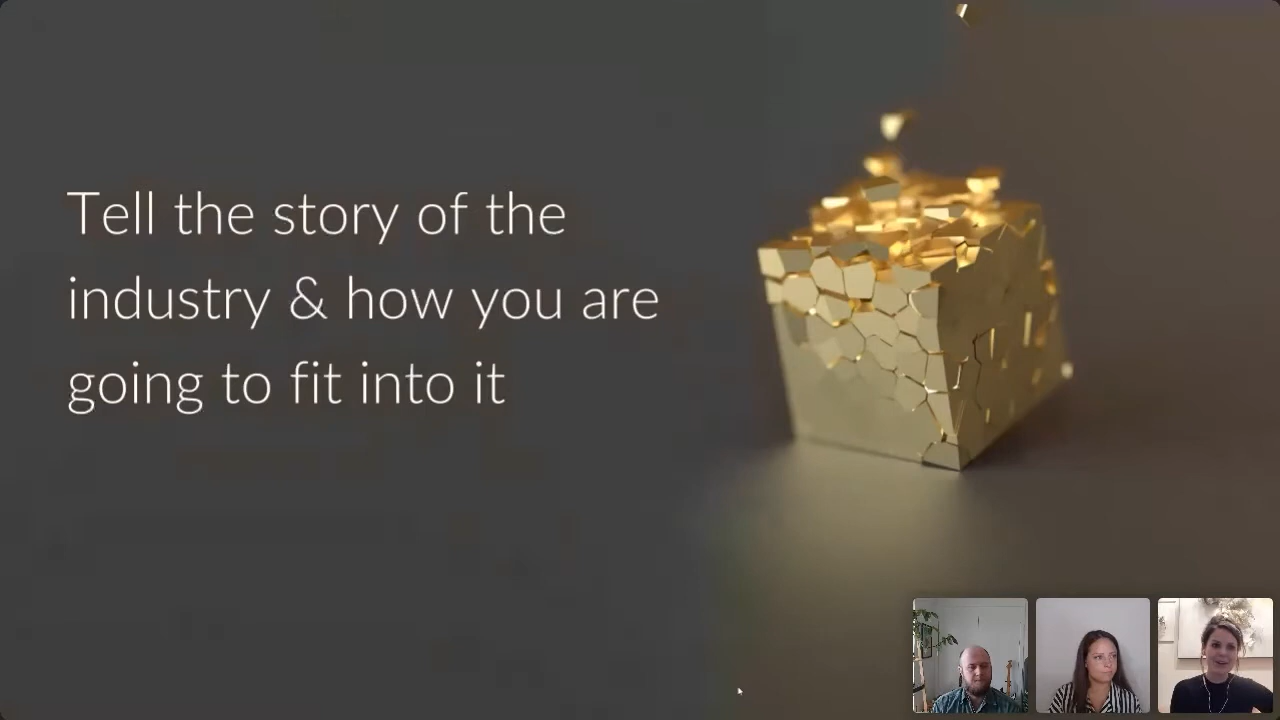 Tell the story of the
industry & how you are
going to fit into it